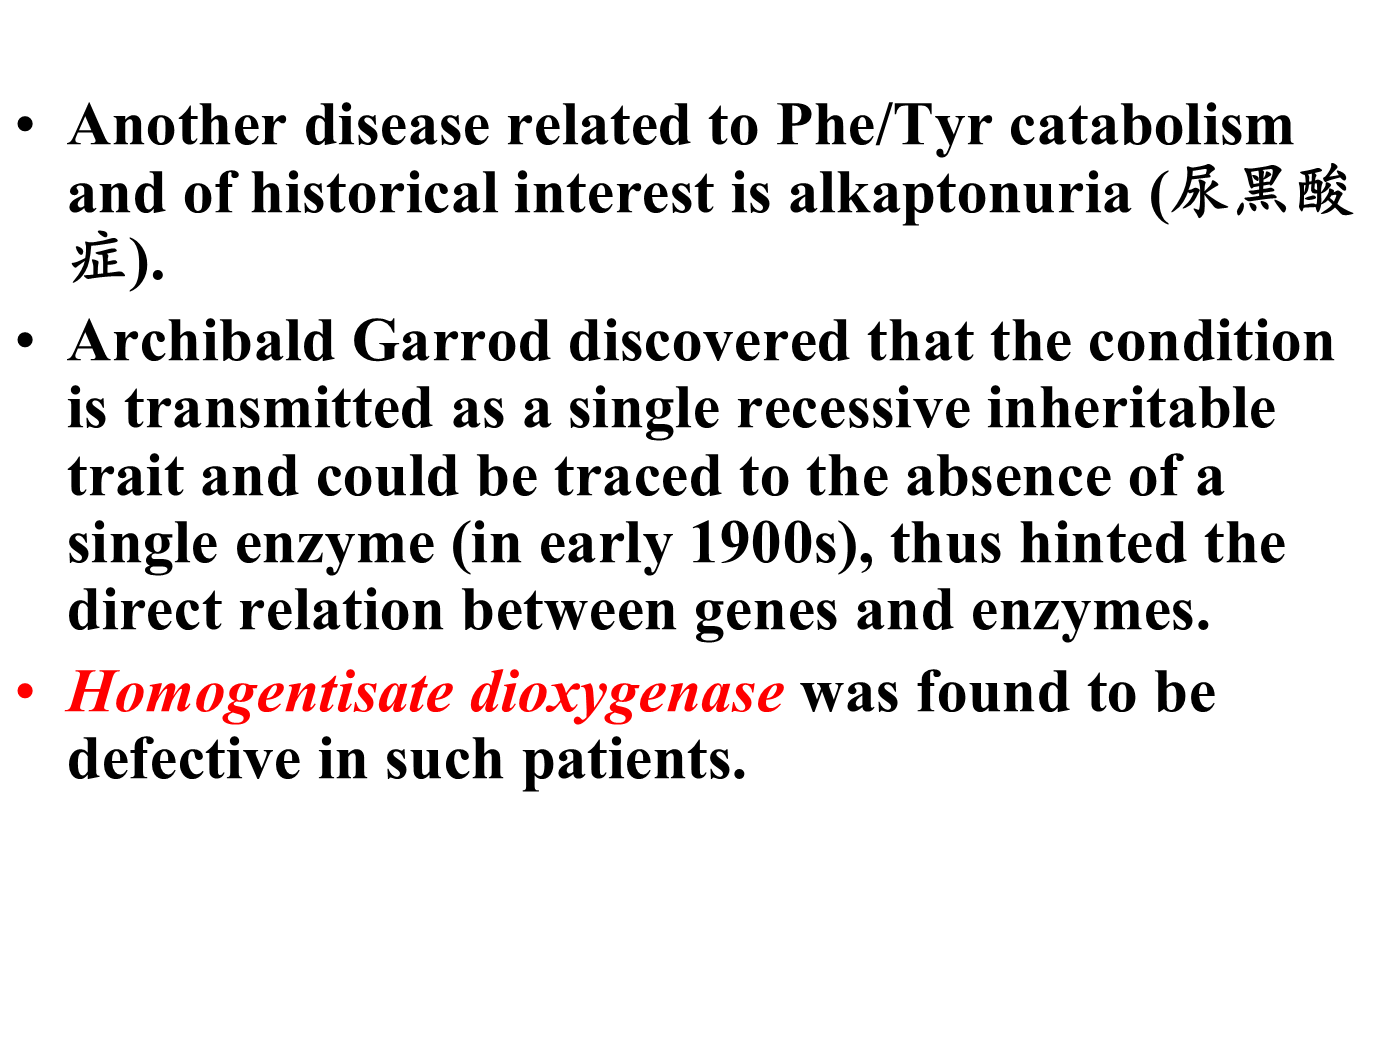 • Another disease related to Phe/Tyr catabolism
and of historical interest is alkaptonuria (尿黑酸
症).
• Archibald Garrod discovered that the condition
is transmitted as a single recessive inheritable
trait and could be traced to the absence of a
single enzyme (in early 1900s), thus hinted the
direct relation between genes and enzymes.
• Homogentisate dioxygenase was found to be
defective in such patients.